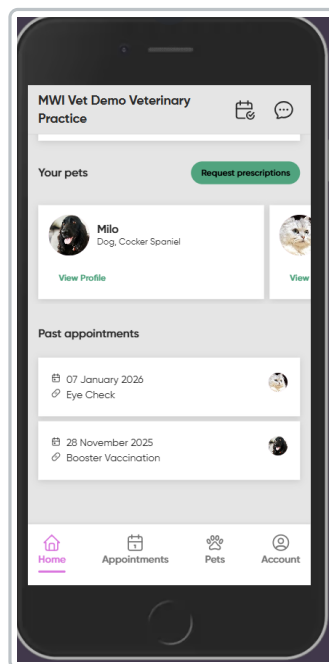 MWI Vet Demo Veterinary
Practice
Your pets
Request prescriptions
Milo
Dog, Cocker Spaniel
View Profile
View
Past appointments
07 January 2026
Eye Check
28 November 2025
Booster Vaccination
Home
Appointments
Pets
Account